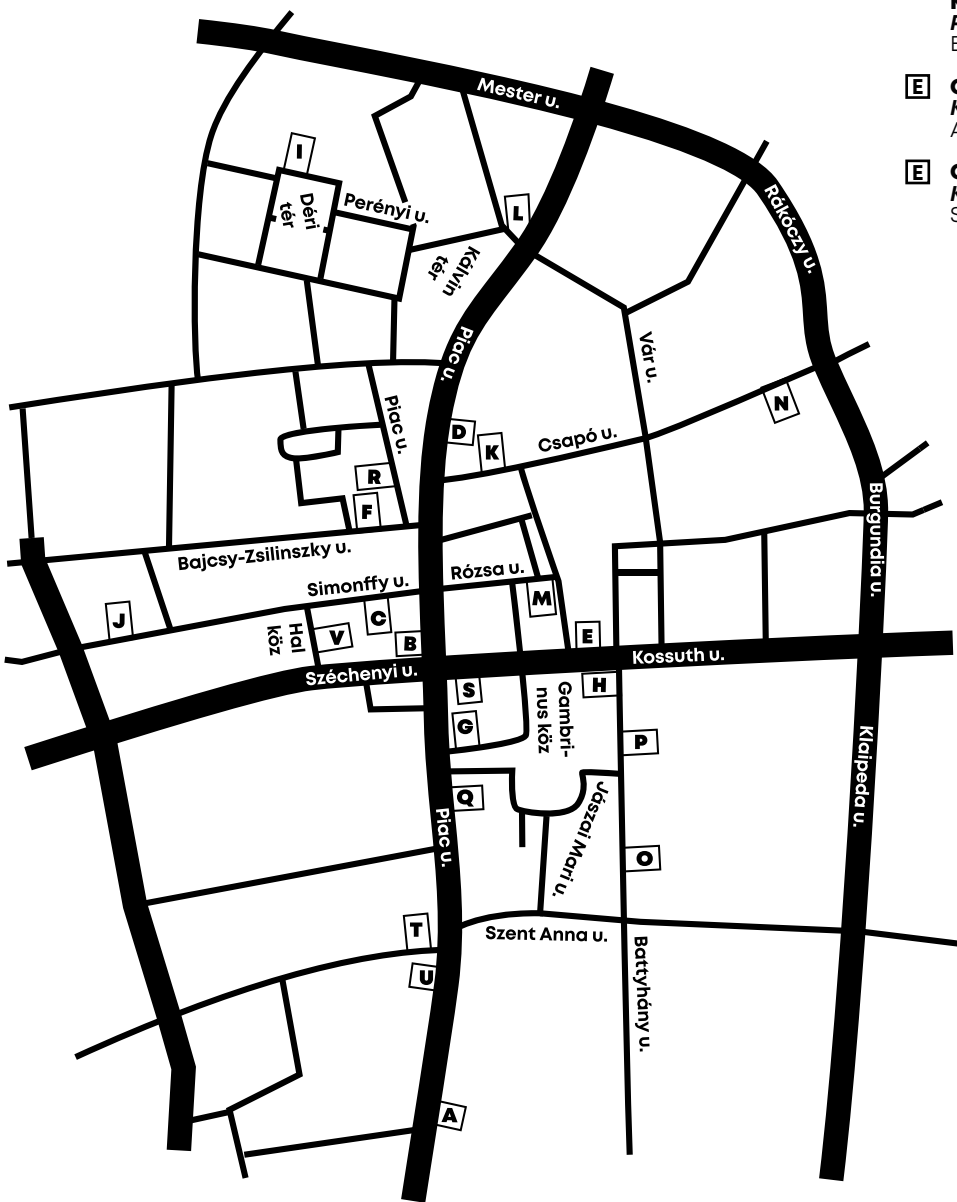 Mester u.
I
Déri
tér
Perényi u.
L
Kálvin
tér
Rákóczy u.
E
E
Piac u.
Vár u.
Piac u.
D
K
Csapó u.
N
R
F
Burgundia u.
Bajcsy-Zsilinszky u.
Simonffy u.
Rózsa u.
J
Hal
köz
V
C
B
M
E
Széchenyi u.
Kossuth u.
S
G
Gambri-
nus köz
H
P
Klaipeda u.
Q
Piac u.
Jászai Mari u.
O
T
Szent Anna u.
U
Battyhány u.
A